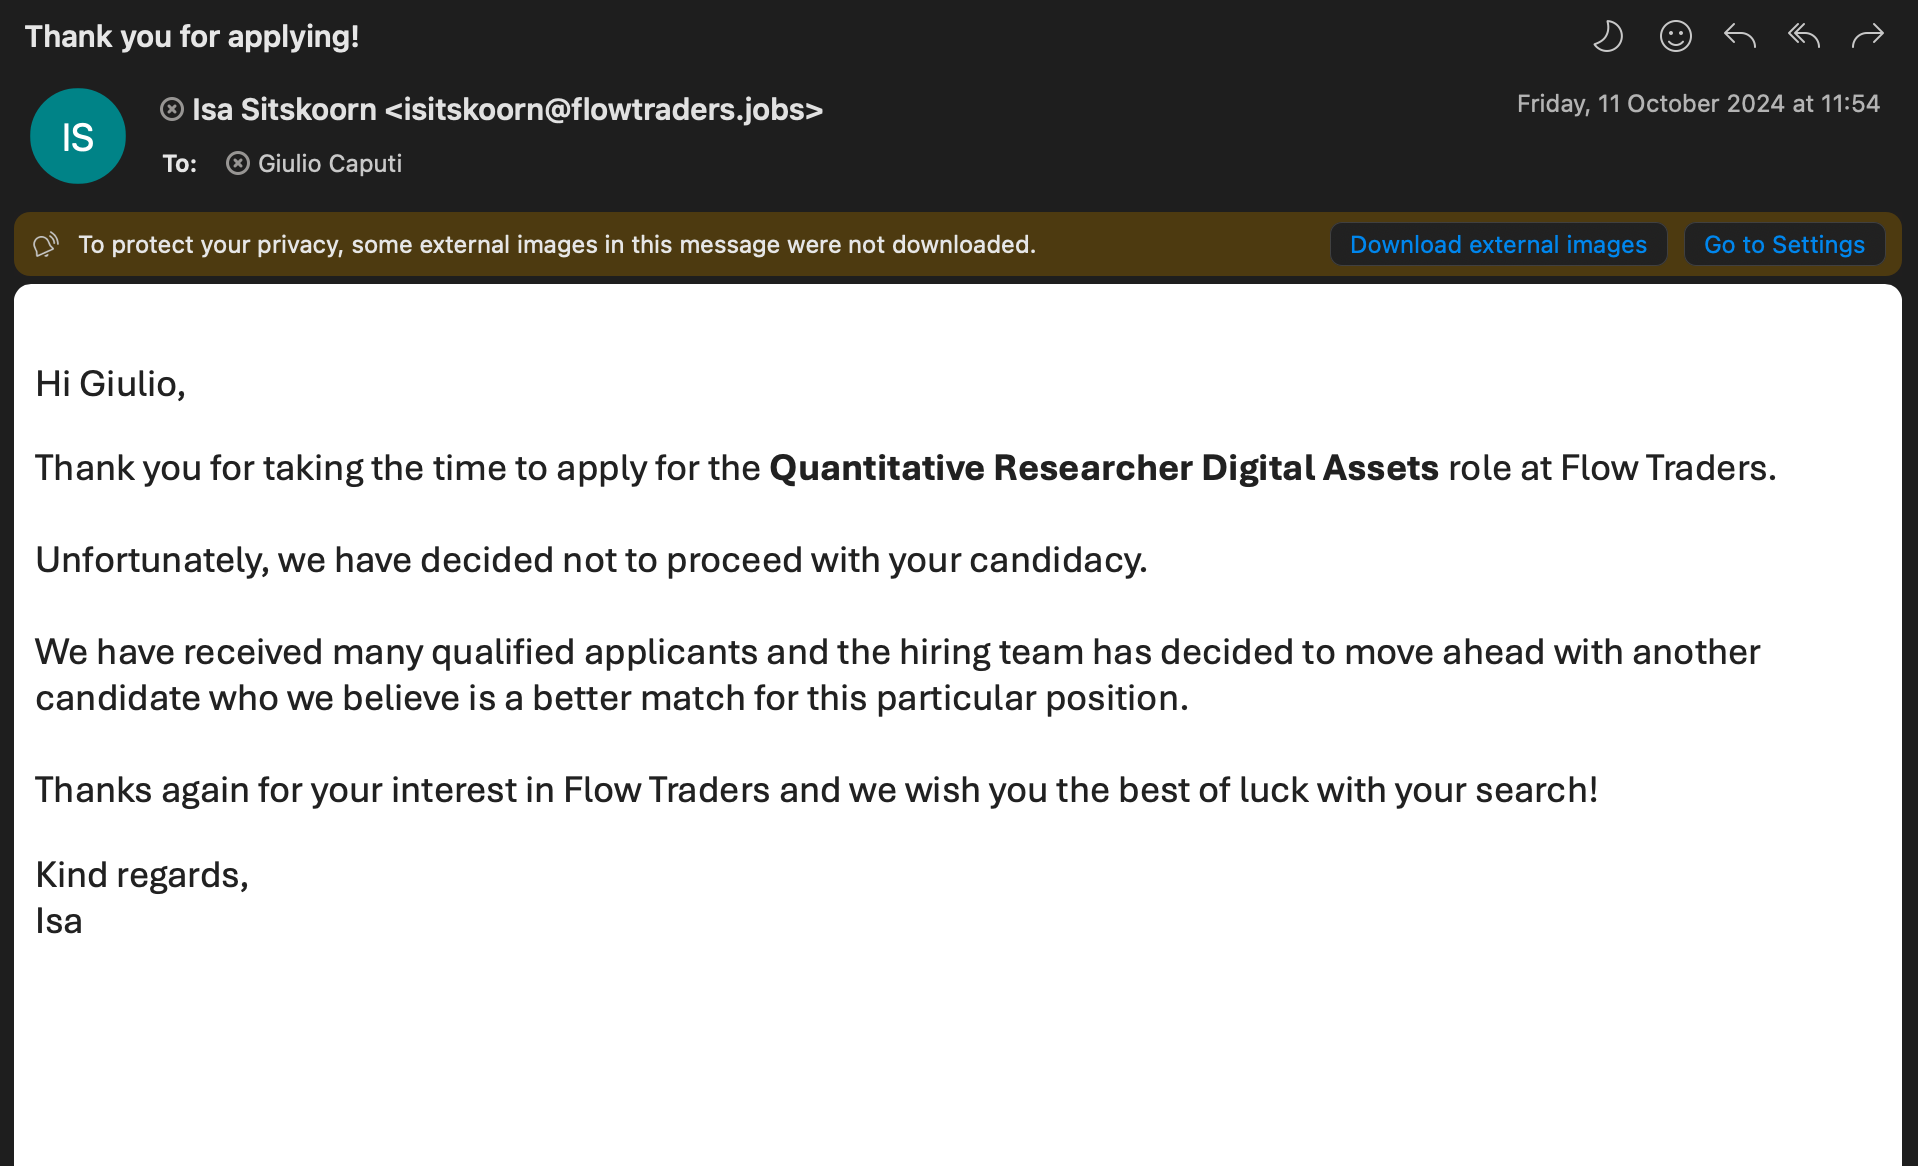 Thank you for applying!
IS
Isa Sitskoorn <isitskoorn@flowtraders.jobs>
Friday, 11 October 2024 at 11:54
To: Giulio Caputi
To protect your privacy, some external images in this message were not downloaded.
Download external images
Go to Settings
Hi Giulio,
Thank you for taking the time to apply for the Quantitative Researcher Digital Assets role at Flow Traders.
Unfortunately, we have decided not to proceed with your candidacy.
We have received many qualified applicants and the hiring team has decided to move ahead with another
candidate who we believe is a better match for this particular position.
Thanks again for your interest in Flow Traders and we wish you the best of luck with your search!
Kind regards,
Isa